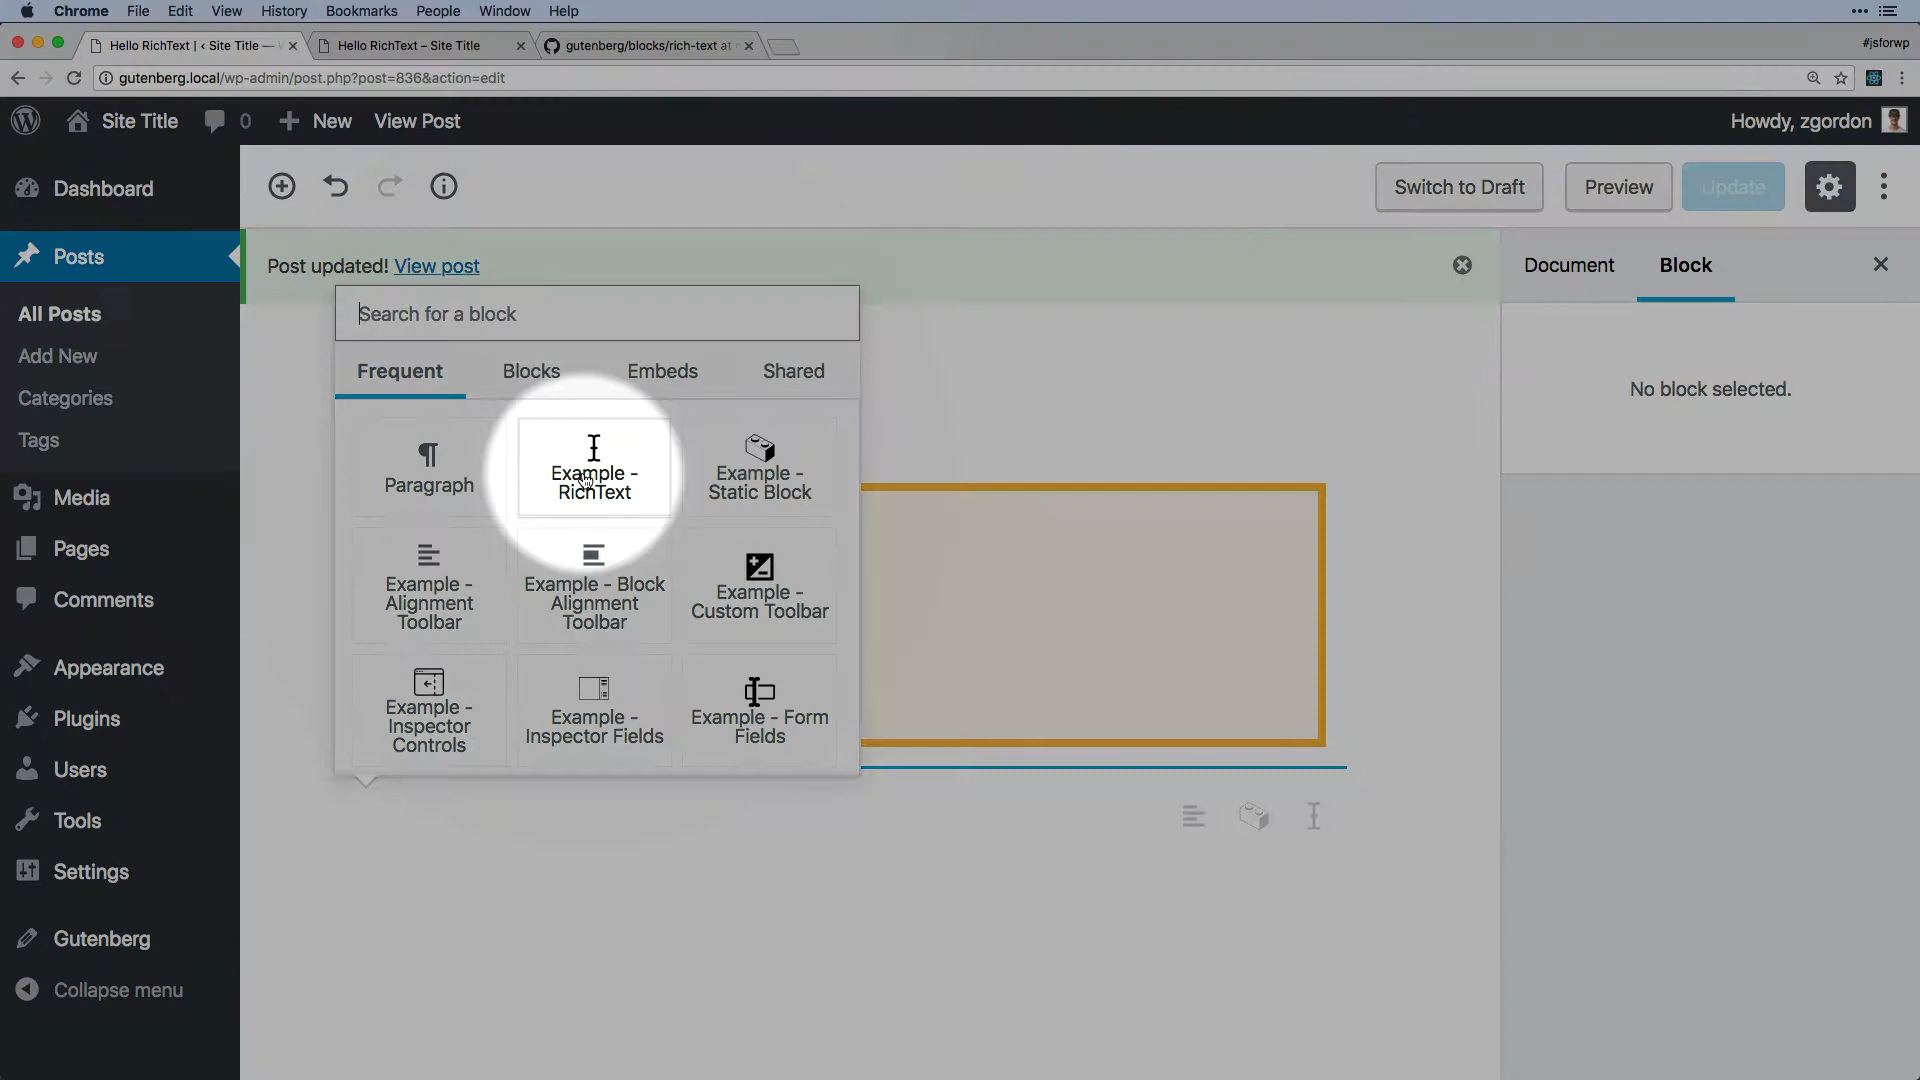 Chrome File Edit View History Bookmarks People Window Help
Hello RichText | ‹ Site Title —
Hello RichText – Site Title
gutenberg/blocks/rich-text at
#jsforwp
gutenberg.local/wp-admin/post.php?post=836&action=edit
Site Title
0
New
View Post
Howdy, zgordon
Dashboard
Posts
All Posts
Add New
Categories
Tags
Media
Pages
Comments
Appearance
Plugins
Users
Tools
Settings
Gutenberg
Collapse menu
Switch to Draft
Preview
Update
Post updated! View post
Search for a block
Frequent
Blocks
Embeds
Shared
Paragraph
Example -
RichText
Example -
Static Block
Example -
Alignment
Toolbar
Example - Block
Alignment
Toolbar
Example -
Custom Toolbar
Example -
Inspector
Controls
Example -
Inspector Fields
Example - Form
Fields
Document
Block
No block selected.